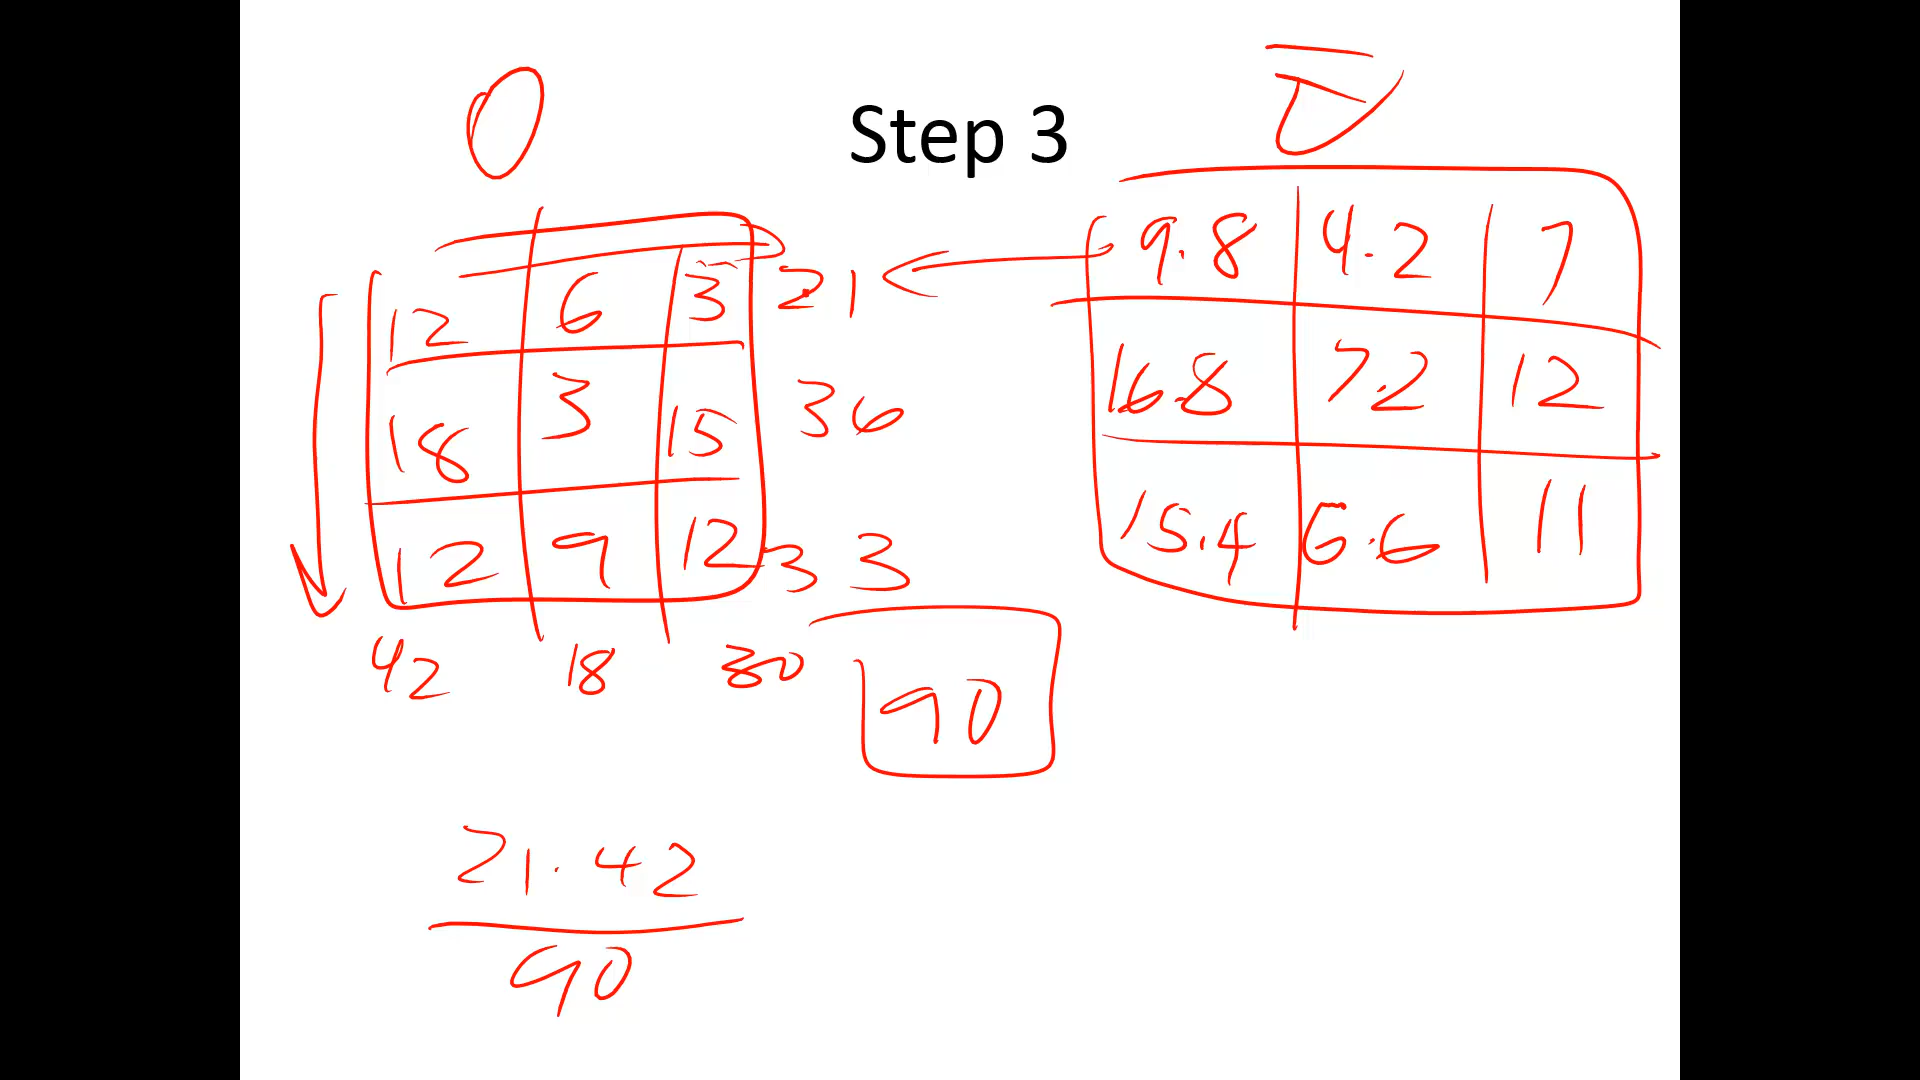 O
Step 3
E
12 6 3 21
18 3 15 36
12 9 12 33
42 18 30
90
9.8 4.2 7
16.8 7.2 12
15.4 6.6 11
21.42
90